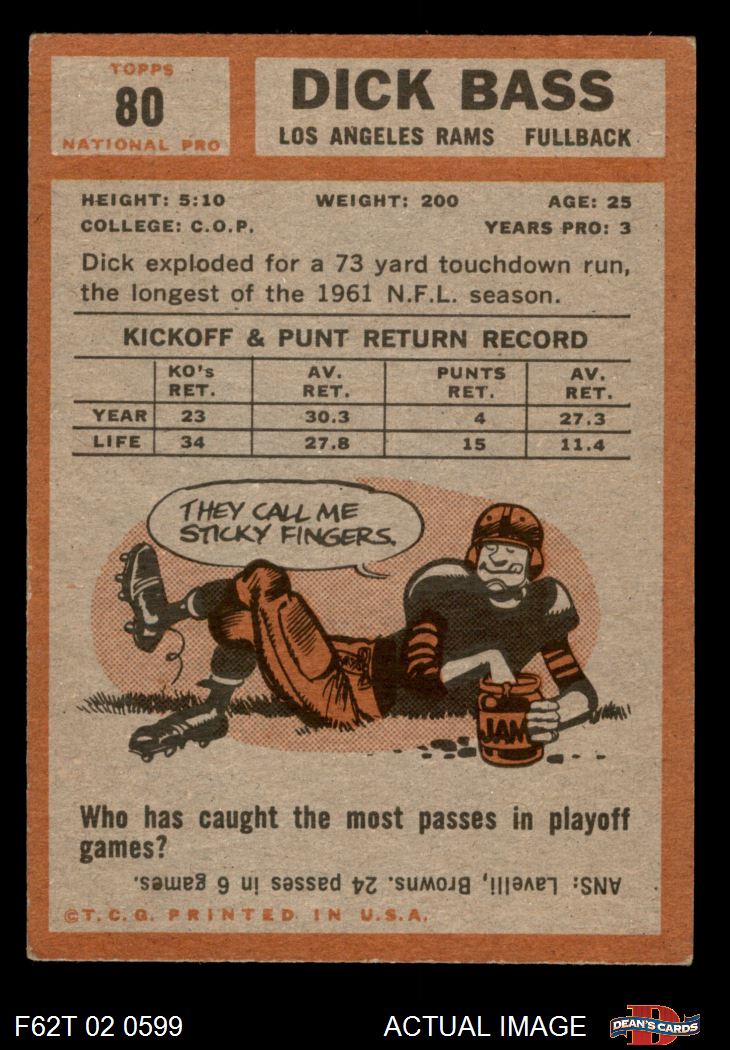 TOPPS
80
NATIONAL PRO
DICK BASS
LOS ANGELES RAMS FULLBACK
HEIGHT: 5:10 WEIGHT: 200 AGE: 25
COLLEGE: C.O.P. YEARS PRO: 3
Dick exploded for a 73 yard touchdown run,
the longest of the 1961 N.F.L. season.
KICKOFF & PUNT RETURN RECORD
KO's RET. AV. RET. PUNTS RET. AV. RET.
YEAR 23 30.3 4 27.3
LIFE 34 27.8 15 11.4
THEY CALL ME
STICKY FINGERS.
JAM
Who has caught the most passes in playoff
games?
ANS: Lavelli, Browns. 24 passes in 6 games.
©T.C.G. PRINTED IN U.S.A.
F62T 02 0599 ACTUAL IMAGE
D
DEAN'S CARDS